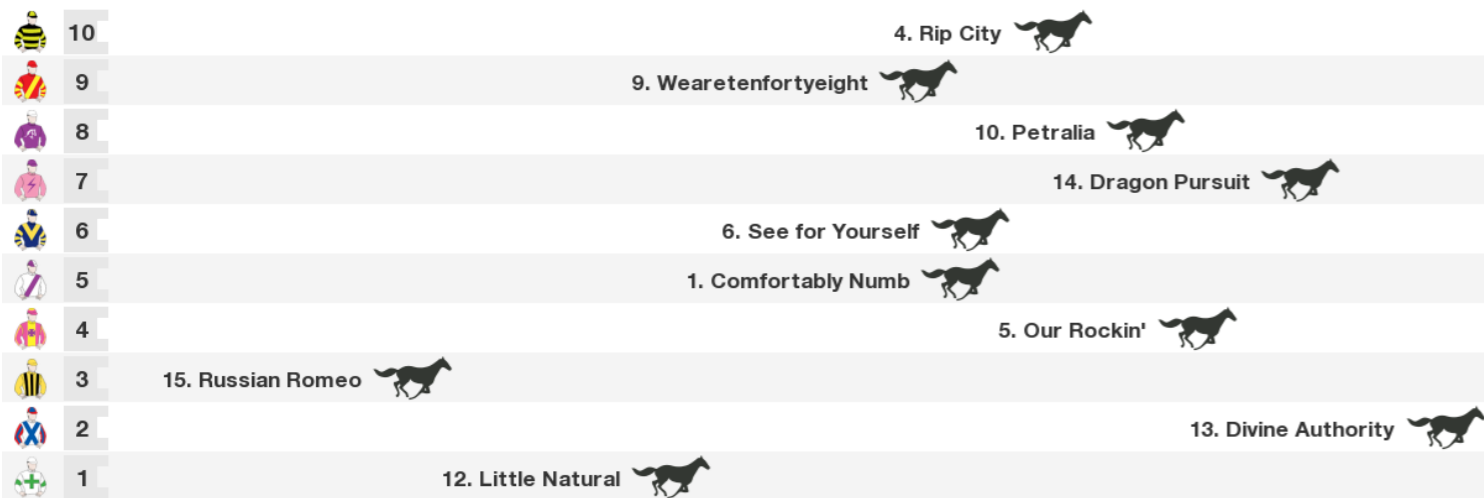 10 4. Rip City
9 9. Wearetenfortyeight
8 10. Petralia
7 14. Dragon Pursuit
6 6. See for Yourself
5 1. Comfortably Numb
4 5. Our Rockin'
3 15. Russian Romeo
2 13. Divine Authority
1 12. Little Natural